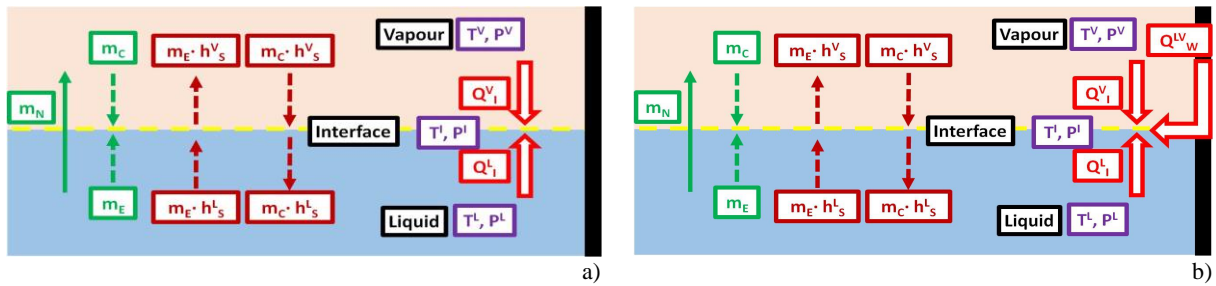 m_C m_E· h^V_S m_C· h^V_S Vapour T^V, P^V
m_N Q^V_I
Interface T^I, P^I
Q^L_I
m_E m_E· h^L_S m_C· h^L_S Liquid T^L, P^L
a)
m_C m_E· h^V_S m_C· h^V_S Vapour T^V, P^V Q^LV_W
m_N Q^V_I
Interface T^I, P^I
Q^L_I
m_E m_E· h^L_S m_C· h^L_S Liquid T^L, P^L
b)